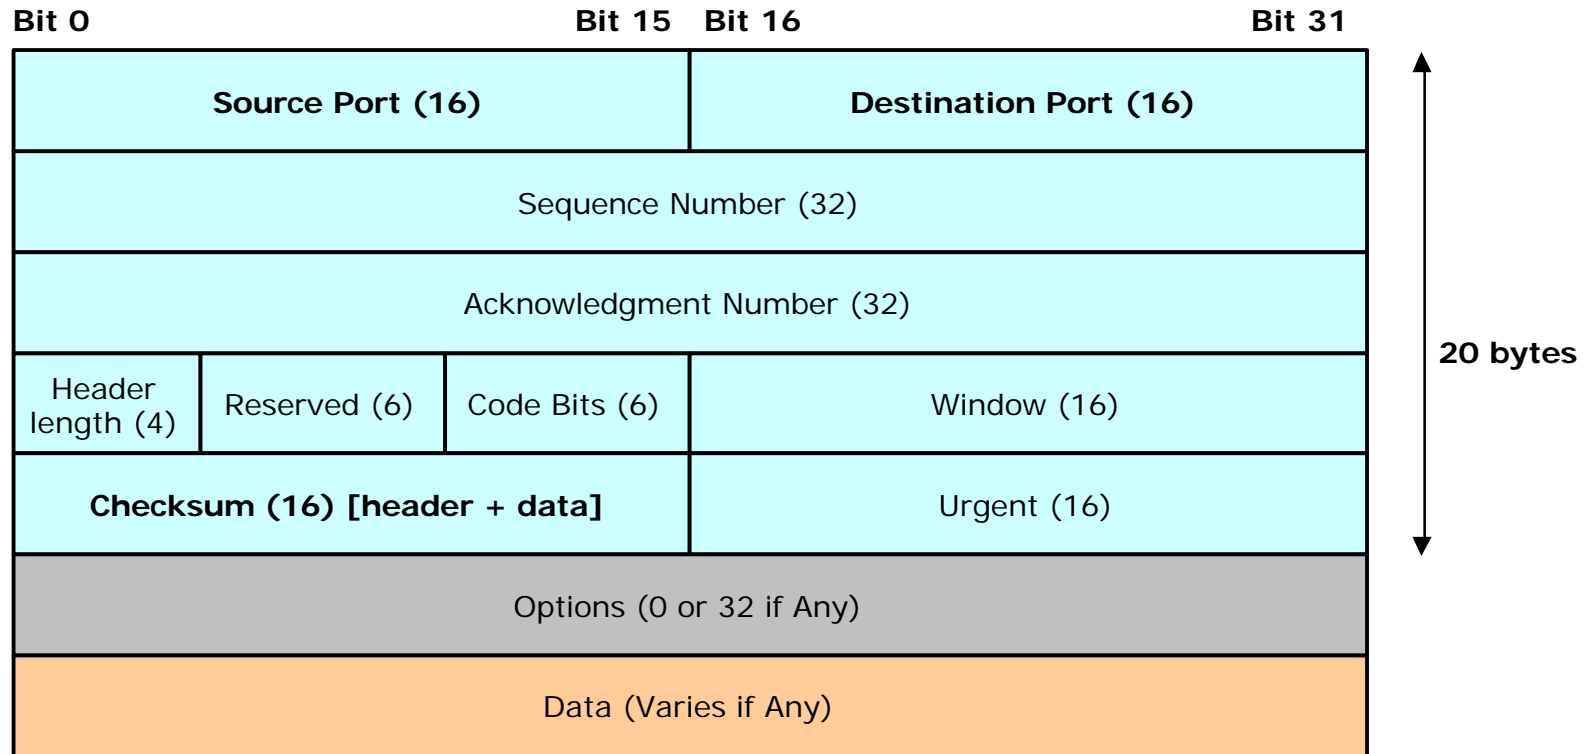 Bit 0 Bit 15 Bit 16 Bit 31
Source Port (16) Destination Port (16)
Sequence Number (32)
Acknowledgment Number (32)
20 bytes
Header
length (4)
Reserved (6)
Code Bits (6)
Window (16)
Checksum (16) [header + data] Urgent (16)
Options (0 or 32 if Any)
Data (Varies if Any)